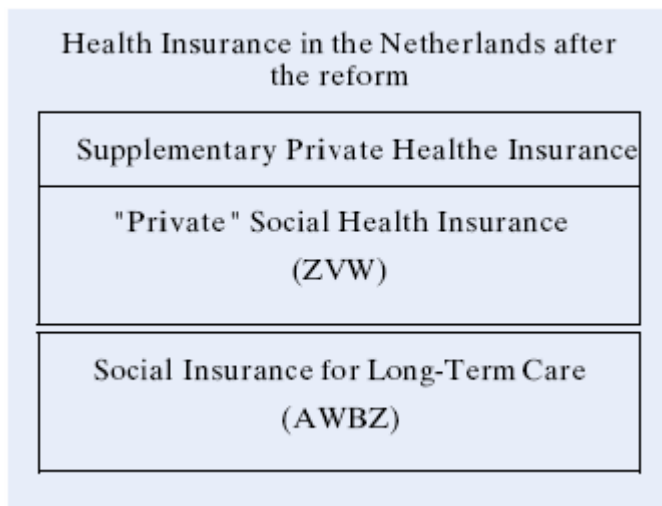 Health Insurance in the Netherlands after
the reform
Supplementary Private Healthe Insurance
"Private" Social Health Insurance
(ZVW)
Social Insurance for Long-Term Care
(AWBZ)